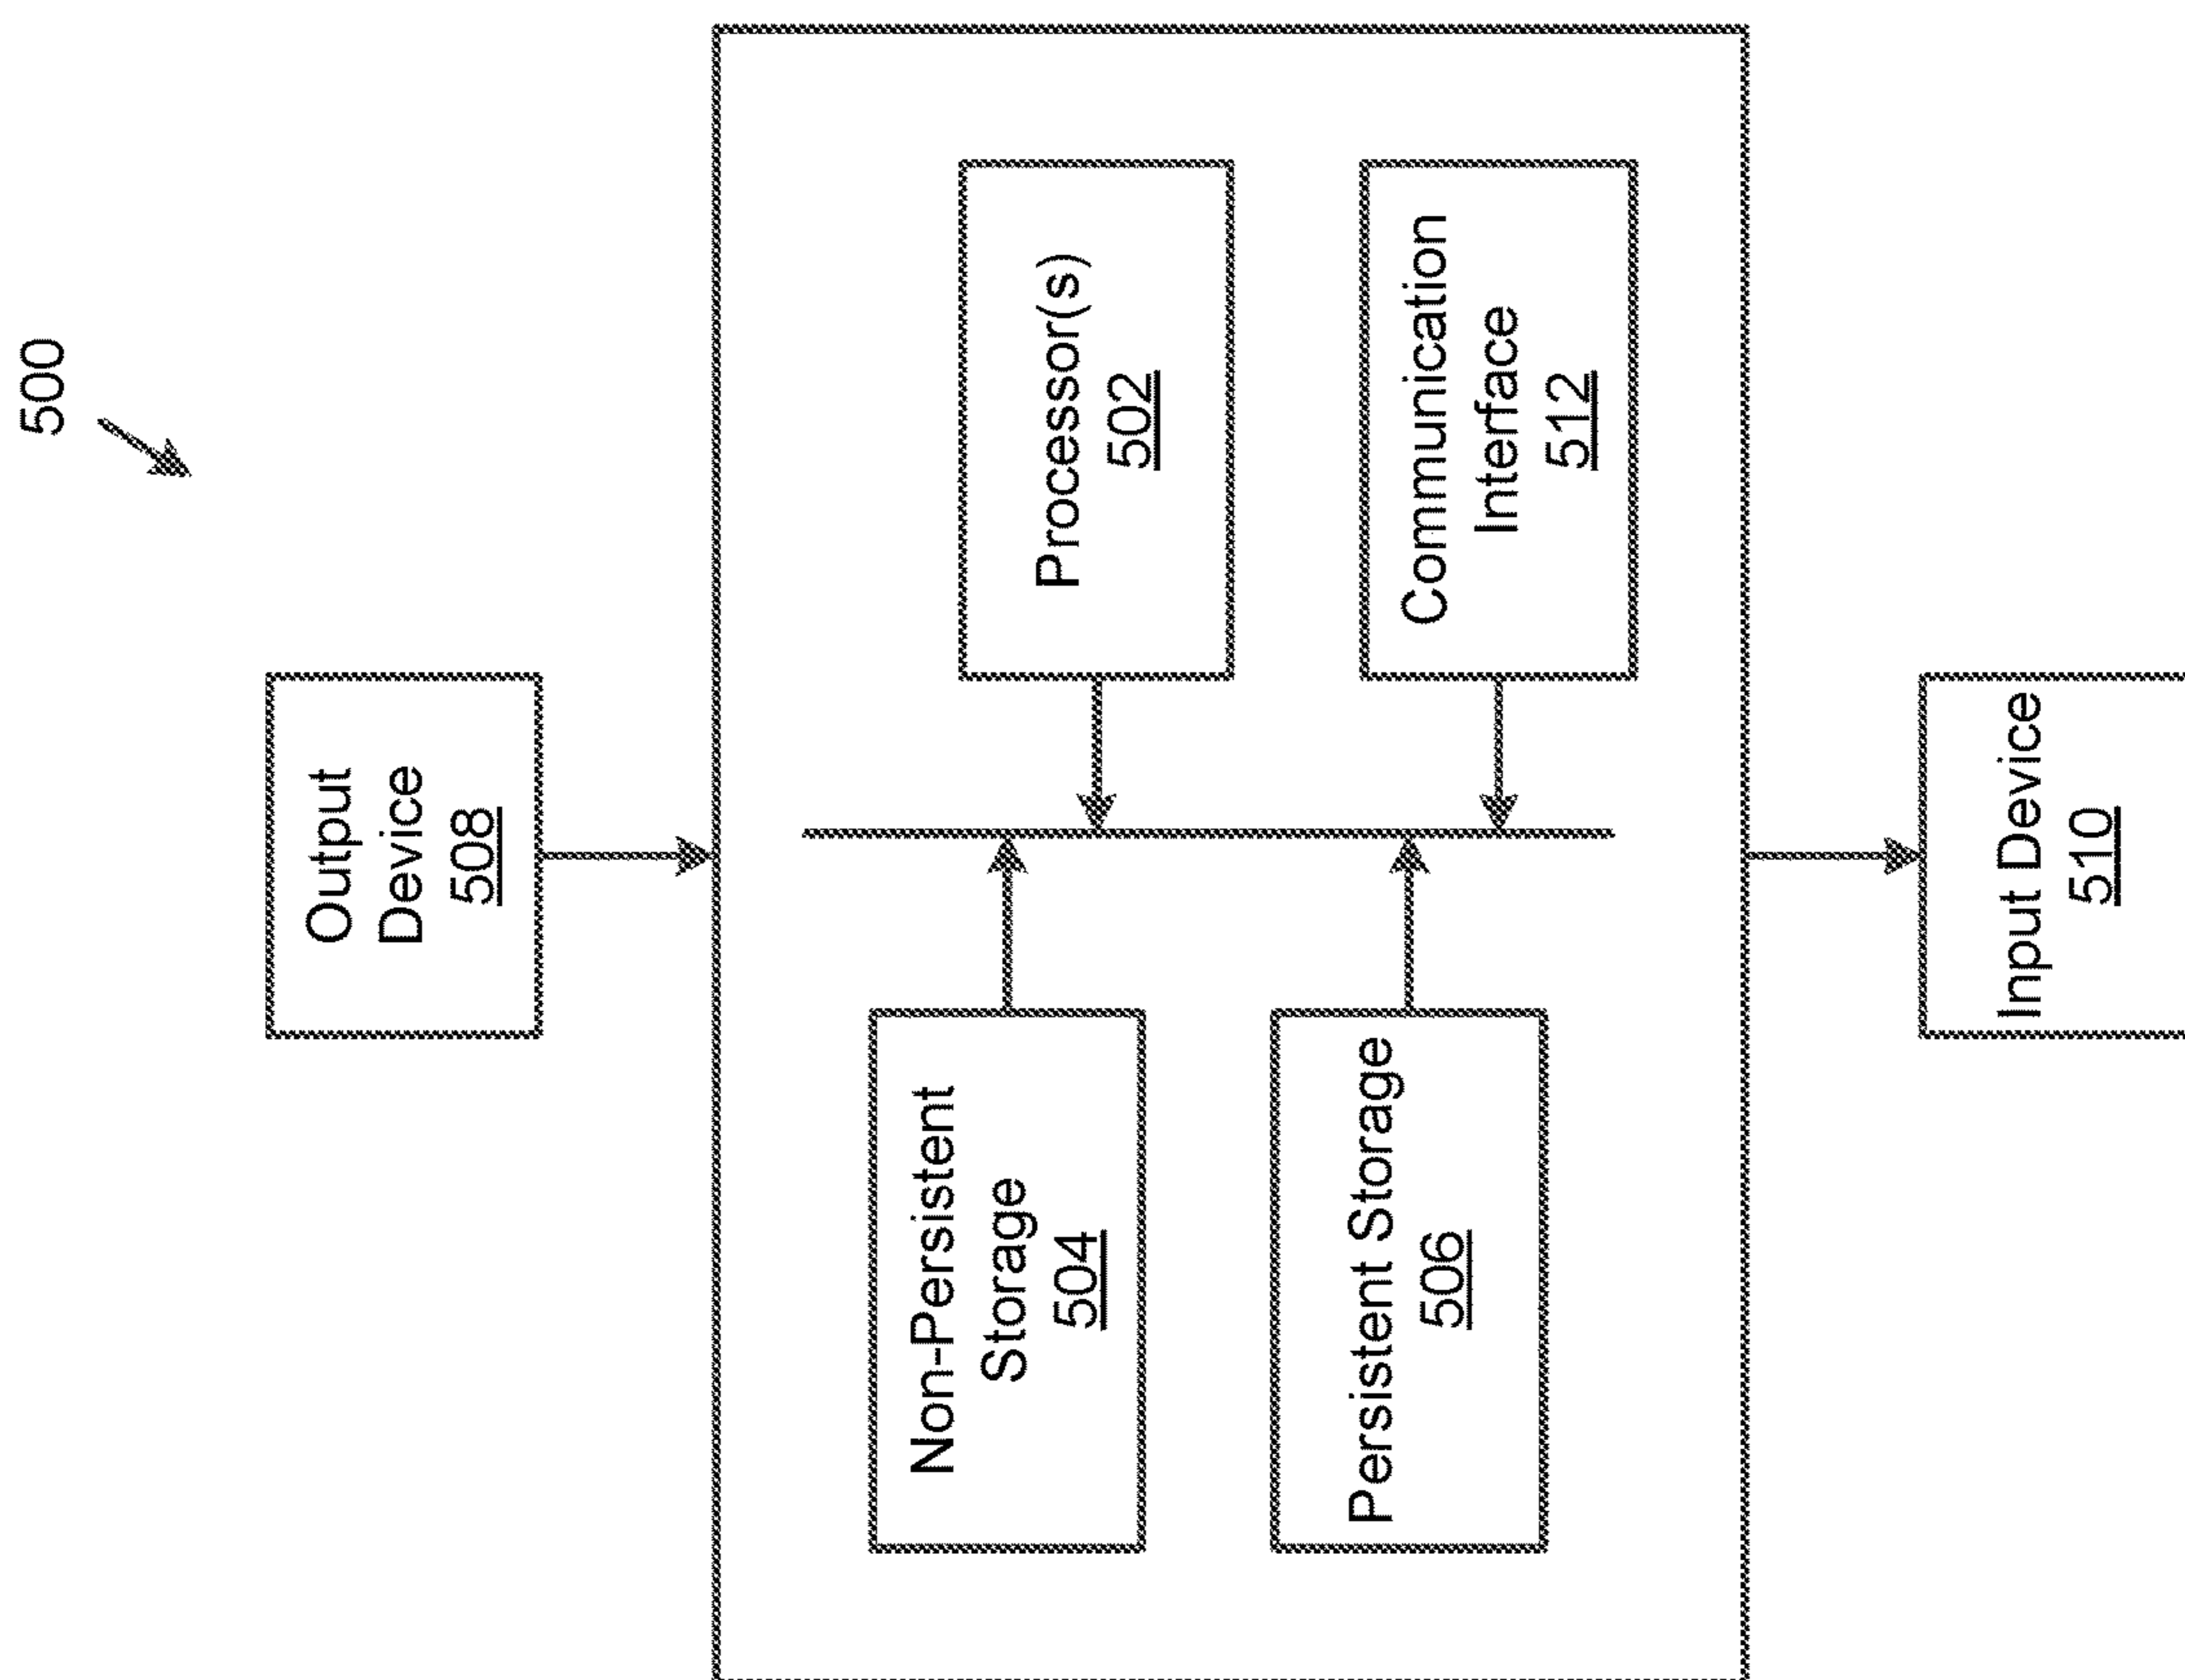 500
Output
Device
508
Non-Persistent
Storage
504
Processor(s)
502
Persistent Storage
506
Communication
Interface
512
Input Device
510